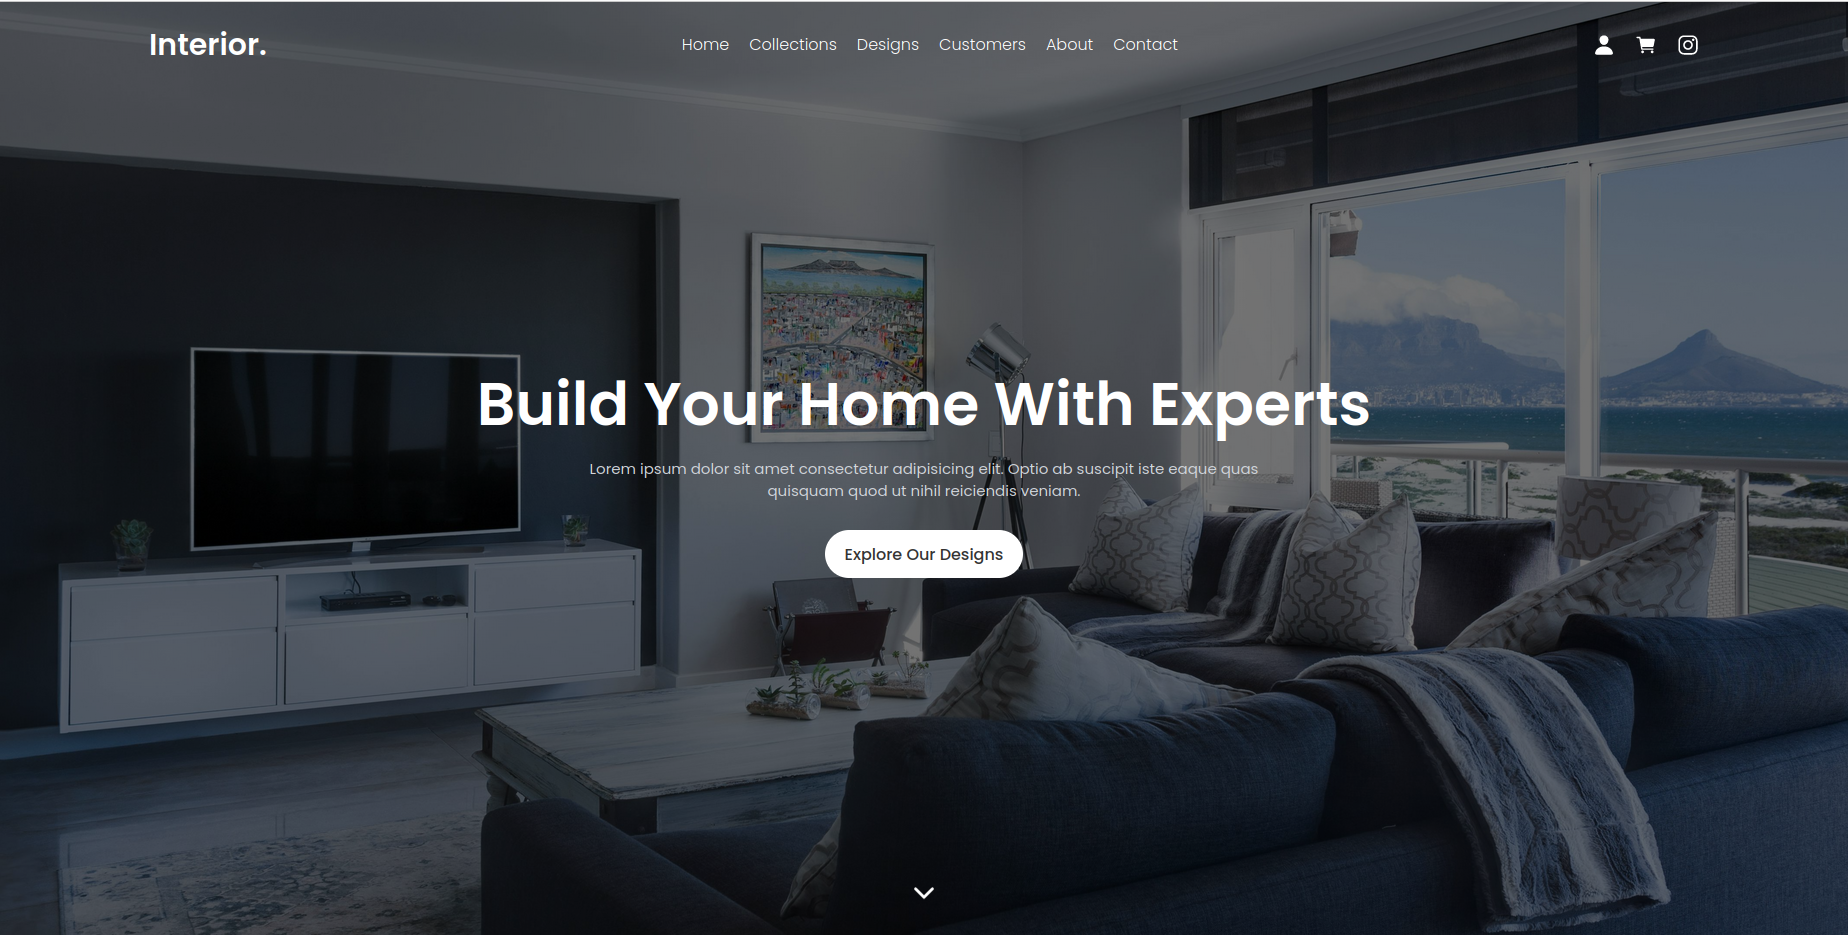 Interior.
Home Collections Designs Customers About Contact
Build Your Home With Experts
Lorem ipsum dolor sit amet consectetur adipisicing elit. Optio ab suscipit iste eaque quas
quisquam quod ut nihil reiciendis veniam.
Explore Our Designs